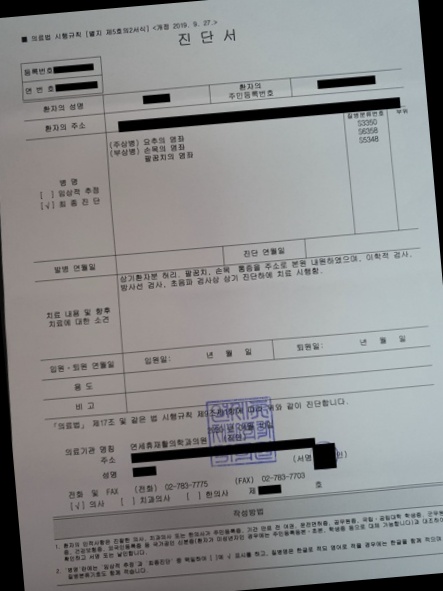 ■ 의료법 시행규칙 [별지 제5호의2서식] <개정 2019. 9. 27.>
진 단 서
등록번호
연 번 호
환자의 성명
환자의 주민등록번호
환자의 주소
병 명
[ ] 임상적 추정
[√] 최 종 진 단
(주상병) 요추의 염좌
(부상병) 손목의 염좌
팔꿈치의 염좌
질병분류번호
부위
S3350
S6358
S5348
발병 연월일
진단 연월일
치료 내용 및 향후
치료에 대한 소견
상기환자분 허리, 팔꿈치, 손목 통증을 주소로 본원 내원하였으며, 이학적 검사,
방사선 검사, 초음파 검사상 상기 진단하에 치료 시행함.
입원·퇴원 연월일
입원일: 년 월 일
퇴원일: 년 월 일
용 도
비 고
「의료법」 제17조 및 같은 법 시행규칙 따라 위와 같이 진단합니다.
의료기관 명칭 연세휴재활의학과의원
주소
성명
(서명
인)
전화 및 FAX (전화) 02-783-7775 (FAX) 02-783-7703
[√] 의사 [ ] 치과의사 [ ] 한의사 제 호
작성방법